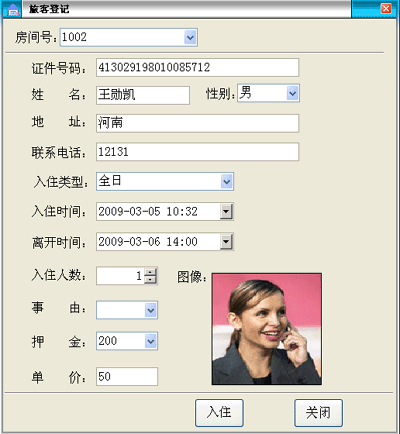 旅客登记
房间号: 1002
证件号码: 413029198010085712
姓 名: 王勋凯 性别: 男
地 址: 河南
联系电话: 12131
入住类型: 全日
入住时间: 2009-03-05 10:32
离开时间: 2009-03-06 14:00
入住人数: 1 图像:
事 由:
押 金: 200
单 价: 50
入住 关闭